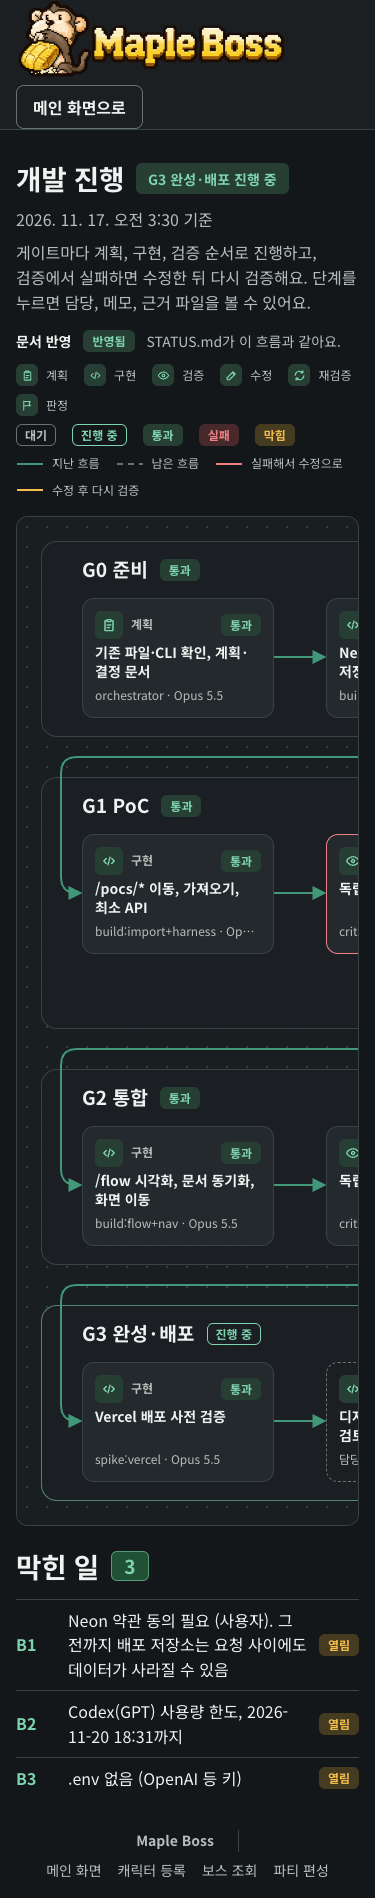 Maple Boss
메인 화면으로
개발 진행 G3 완성·배포 진행 중
2026. 11. 17. 오전 3:30 기준
게이트마다 계획, 구현, 검증 순서로 진행하고,
검증에서 실패하면 수정한 뒤 다시 검증해요. 단계를
누르면 담당, 메모, 근거 파일을 볼 수 있어요.
문서 반영 반영됨 STATUS.md가 이 흐름과 같아요.
계획 구현 검증 수정 재검증
판정
대기 진행 중 통과 실패 막힘
지난 흐름 남은 흐름 실패해서 수정으로
수정 후 다시 검증
G0 준비 통과
계획 통과
기존 파일·CLI 확인, 계획·
결정 문서
orchestrator · Opus 5.5
G1 PoC 통과
구현 통과
/pocs/* 이동, 가져오기,
최소 API
build:import+harness · Op…
G2 통합 통과
구현 통과
/flow 시각화, 문서 동기화,
화면 이동
build:flow+nav · Opus 5.5
G3 완성·배포 진행 중
구현 통과
Vercel 배포 사전 검증
spike:vercel · Opus 5.5
담당
막힌 일 3
B1 Neon 약관 동의 필요 (사용자). 그
전까지 배포 저장소는 요청 사이에도
데이터가 사라질 수 있음
열림
B2 Codex(GPT) 사용량 한도, 2026-
11-20 18:31까지
열림
B3 .env 없음 (OpenAI 등 키) 열림
Maple Boss
메인 화면 캐릭터 등록 보스 조회 파티 편성